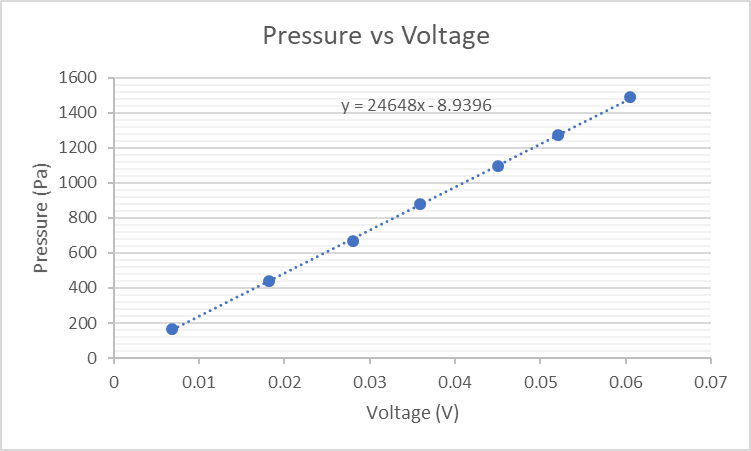 Pressure vs Voltage
y = 24648x - 8.9396
Pressure (Pa)
1600
1400
1200
1000
800
600
400
200
0
0 0.01 0.02 0.03 0.04 0.05 0.06 0.07
Voltage (V)